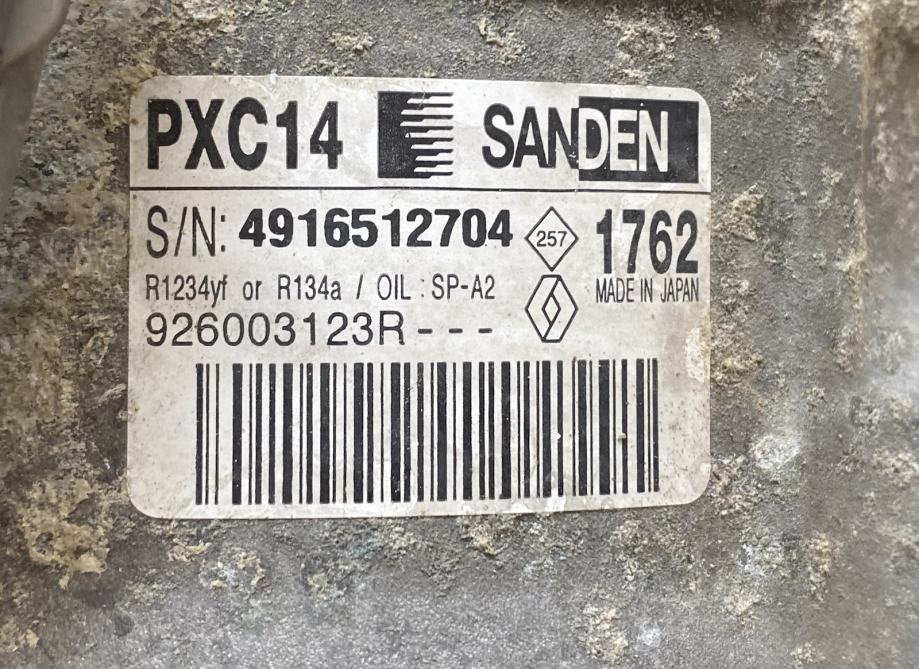 PXC14 SANDEN
S/N: 4916512704 257 1762
R1234yf or R134a / OIL : SP-A2 MADE IN JAPAN
926003123R---